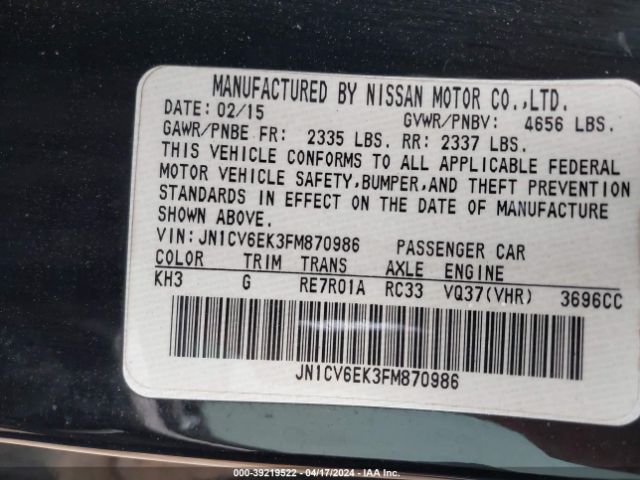 MANUFACTURED BY NISSAN MOTOR CO.,LTD.
DATE: 02/15 GVWR/PNBV: 4656 LBS.
GAWR/PNBE FR: 2335 LBS. RR: 2337 LBS.
THIS VEHICLE CONFORMS TO ALL APPLICABLE FEDERAL
MOTOR VEHICLE SAFETY,BUMPER,AND THEFT PREVENTION
STANDARDS IN EFFECT ON THE DATE OF MANUFACTURE
SHOWN ABOVE.
VIN:JN1CV6EK3FM870986 PASSENGER CAR
COLOR TRIM TRANS AXLE ENGINE
KH3 G RE7R01A RC33 VQ37(VHR) 3696CC
JN1CV6EK3FM870986
000-39219522 - 04/17/2024 - IAA Inc.